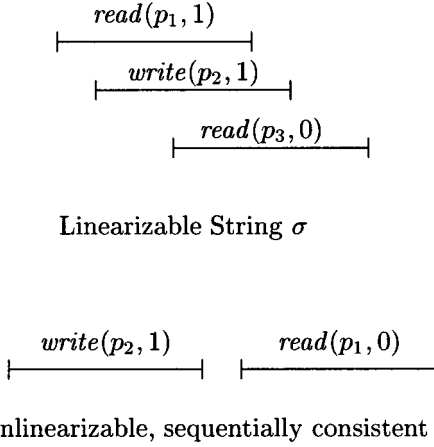 read(p₁, 1)
write(p₂, 1)
read(p₃, 0)
Linearizable String σ
write(p₂, 1) read(p₁, 0)
nlinearizable, sequentially consistent